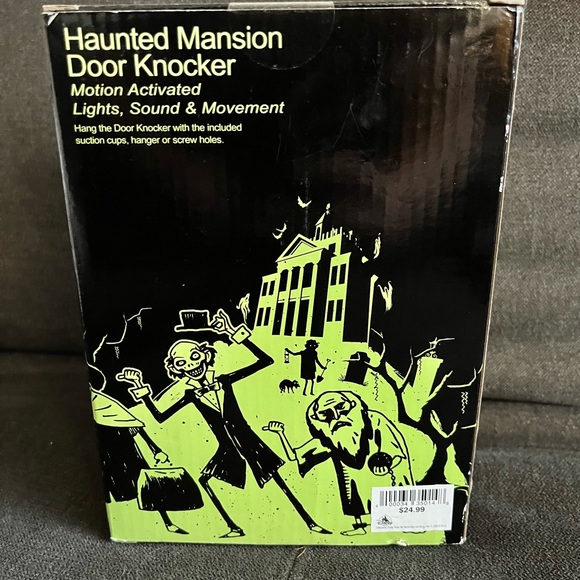 Haunted Mansion
Door Knocker
Motion Activated
Lights, Sound & Movement
Hang the Door Knocker with the included
suction cups, hanger or screw holes.
$24.99